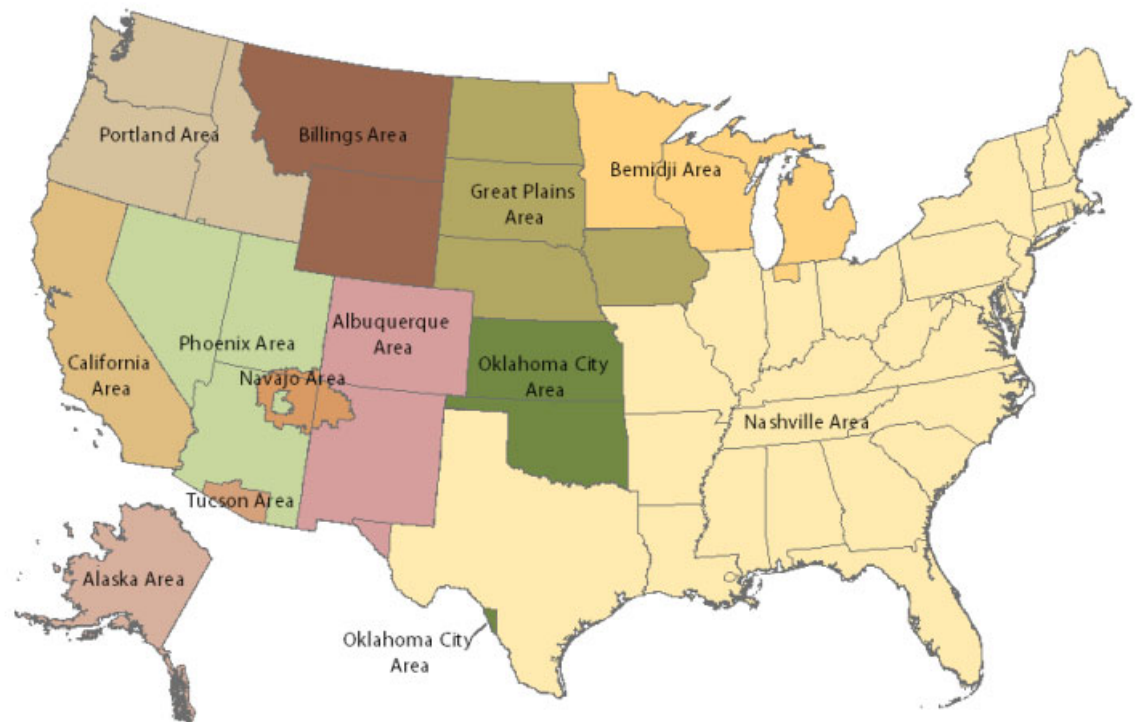 Portland Area
Billings Area
Bemidji Area
Great Plains
Area
Albuquerque
Area
Phoenix Area
California
Area
Navajo Area
Oklahoma City
Area
Nashville Area
Tucson Area
Alaska Area
Oklahoma City
Area